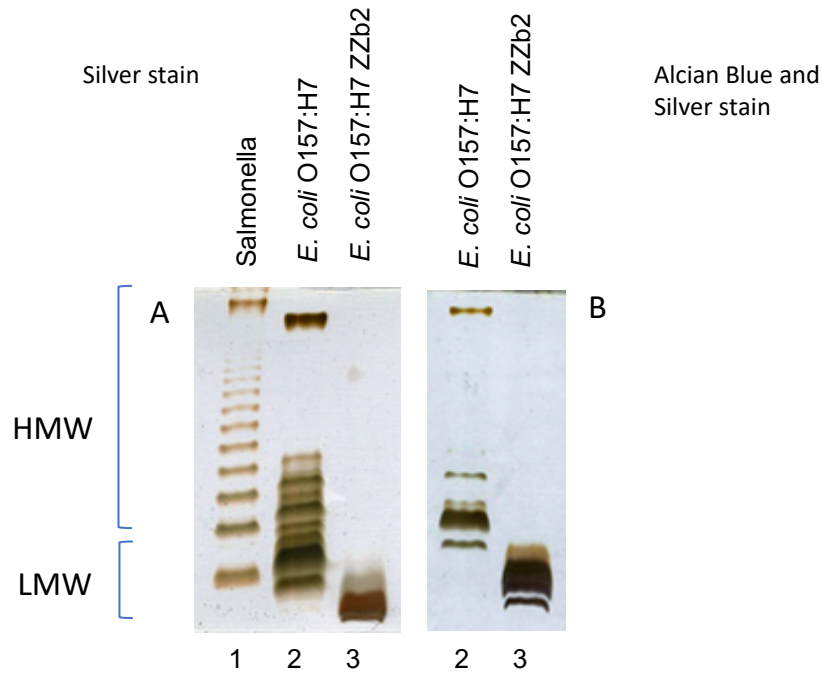 Silver stain
Salmonella
E. coli O157:H7
E. coli O157:H7 ZZb2
E. coli O157:H7
E. coli O157:H7 ZZb2
Alcian Blue and
Silver stain
A
B
HMW
LMW
1
2
3
2
3